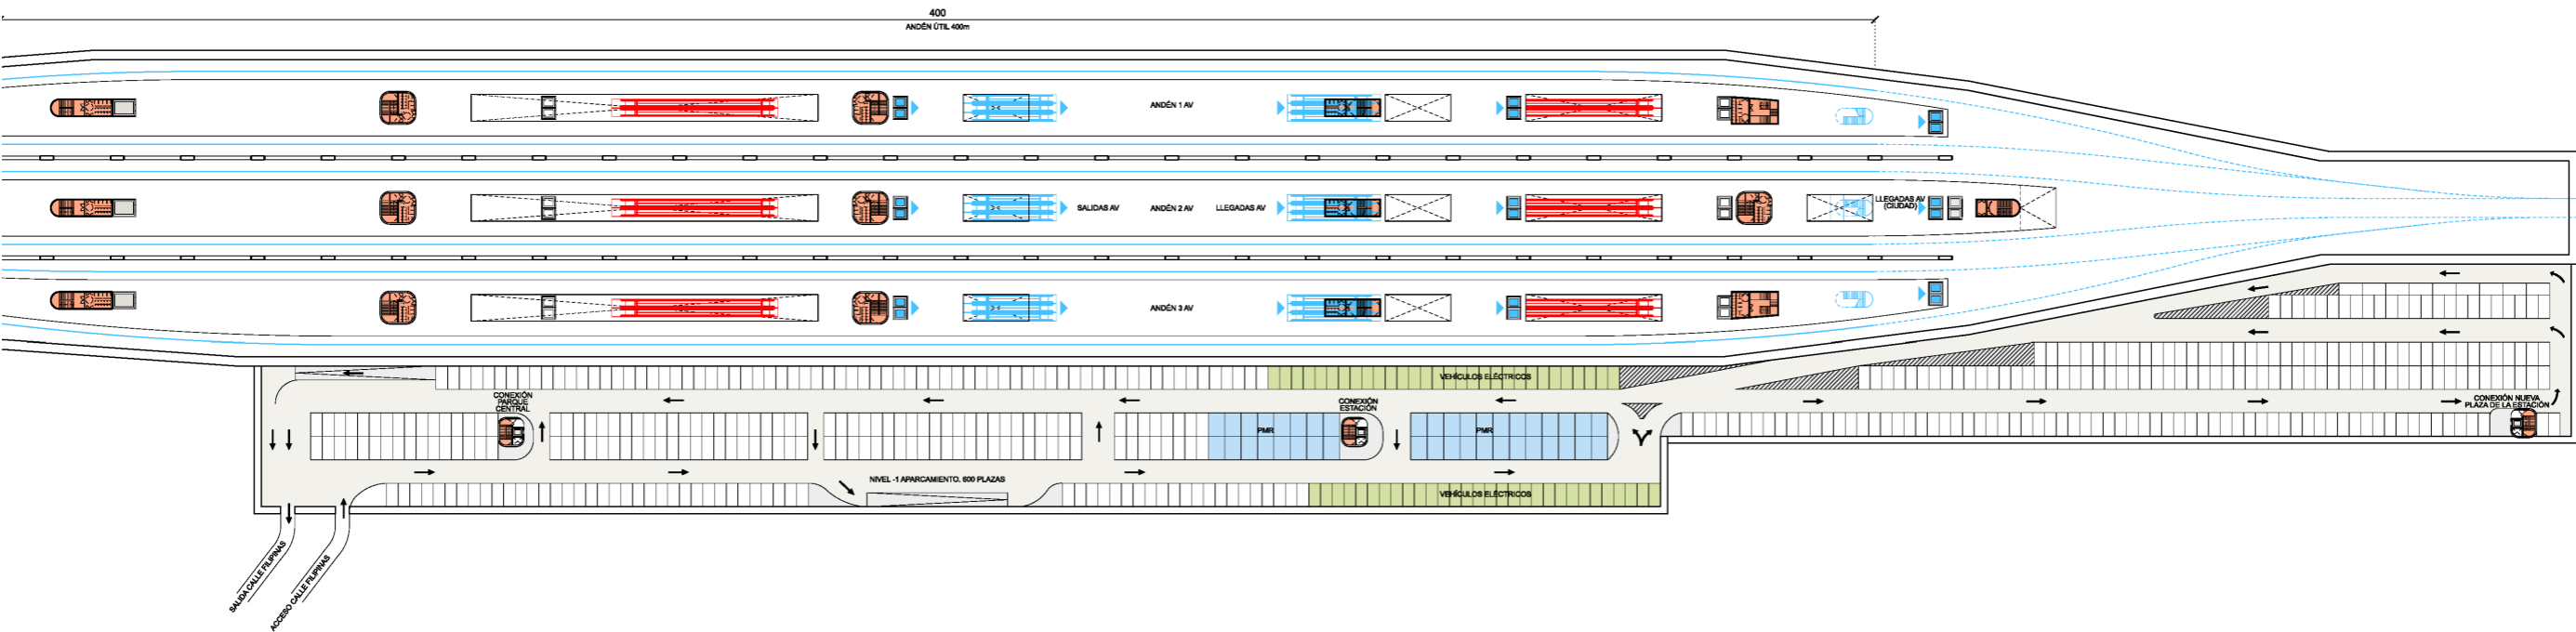 400
ANDÉN ÚTIL 400m
ANDÉN 1 AV
SALIDAS AV
ANDÉN 2 AV
LLEGADAS AV
LLEGADAS AV
(CIUDAD)
ANDÉN 3 AV
VEHÍCULOS ELÉCTRICOS
CONEXIÓN
PARQUE
CENTRAL
CONEXIÓN
ESTACIÓN
CONEXIÓN NUEVA
PLAZA DE LA ESTACIÓN
PMR
PMR
NIVEL -1 APARCAMIENTO. 600 PLAZAS
VEHÍCULOS ELÉCTRICOS
SALIDA CALLE FILIPINAS
ACCESO CALLE FILIPINAS